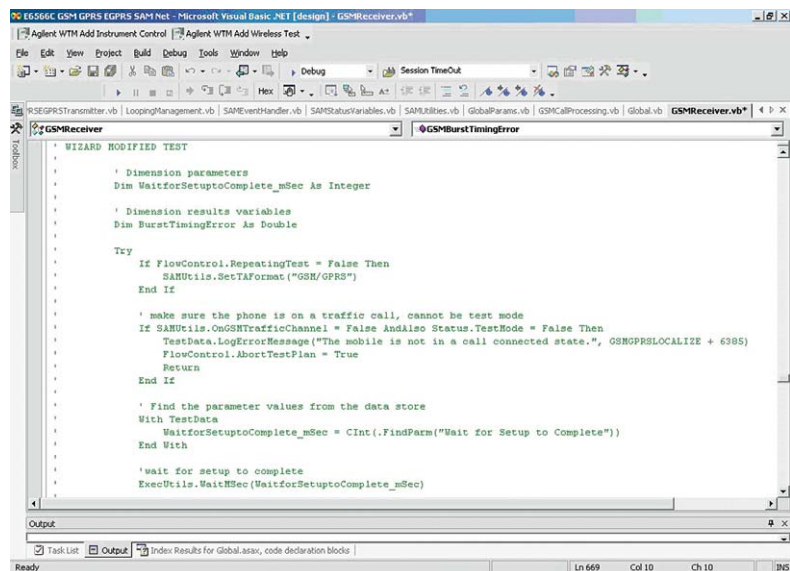 E6566C GSM GPRS EGPRS SAM Net - Microsoft Visual Basic .NET [design] - GSMReceiver.vb*
Agilent WTM Add Instrument Control Agilent WTM Add Wireless Test
File Edit View Project Build Debug Tools Window Help
Debug Session TimeOut
Hex
RSEGPRSTransmitter.vb | LoopingManagement.vb | SAMEventHandler.vb | SAMStatusVariables.vb | SAMUtilities.vb | GlobalParams.vb | GSMCalProcessing.vb | Global.vb GSMReceiver.vb*
Toolbox
GSMReceiver GSMBurstTimingError
' WIZARD MODIFIED TEST
'
' ' Dimension parameters
' Dim WaitforSetuptoComplete_mSec As Integer
'
' ' Dimension results variables
' Dim BurstTimingError As Double
'
' Try
' If FlowControl.RepeatingTest = False Then
' SAMUtils.SetTAFormat("GSM/GPRS")
' End If
'
' ' make sure the phone is on a traffic call, cannot be test mode
' If SAMUtils.OnGSMTrafficChannel = False AndAlso Status.TestMode = False Then
' TestData.LogErrorMessage("The mobile is not in a call connected state.", GSMGPRSLOCALIZE + 6385)
' FlowControl.AbortTestPlan = True
' Return
' End If
'
' ' Find the parameter values from the data store
' With TestData
' WaitforSetuptoComplete_mSec = CInt(.FindParm("Wait for Setup to Complete"))
' End With
'
' 'wait for setup to complete
' ExecUtils.WaitMSec(WaitforSetuptoComplete_mSec)
Output
Task List Output Index Results for Global.asax, code declaration blocks
Ready Ln 669 Col 10 Ch 10 INS